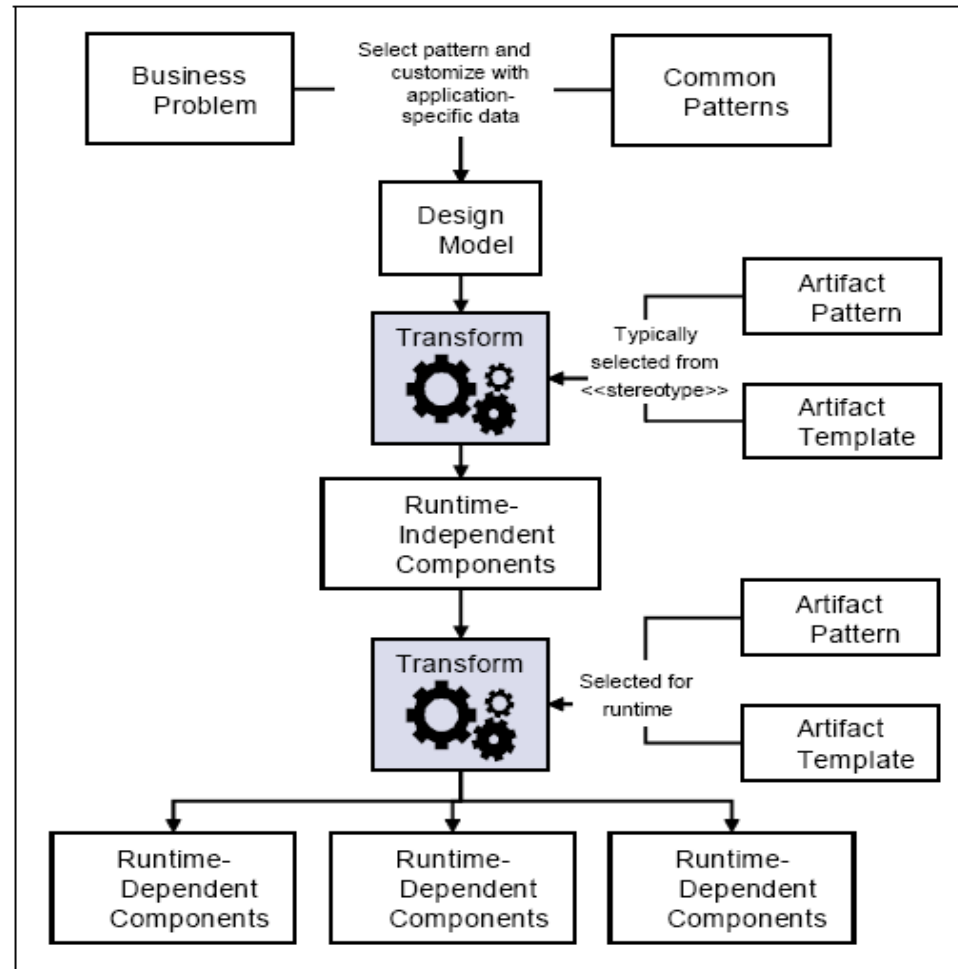 Business
Problem
Select pattern and
customize with
application-
specific data
Common
Patterns
Design
Model
Transform
Artifact
Pattern
Typically
selected from
<<stereotype>>
Artifact
Template
Runtime-
Independent
Components
Transform
Artifact
Pattern
Selected for
runtime
Artifact
Template
Runtime-
Dependent
Components
Runtime-
Dependent
Components
Runtime-
Dependent
Components